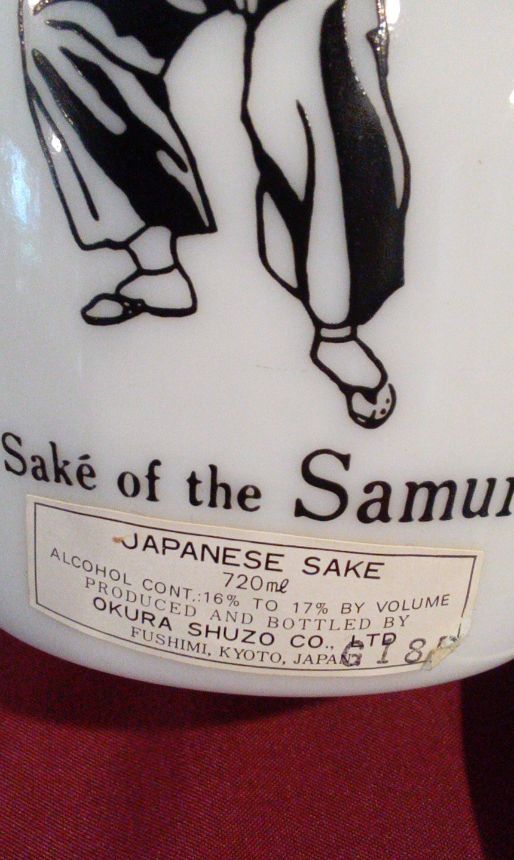 Saké of the Samur
JAPANESE SAKE
720ml
ALCOHOL CONT.:16% TO 17% BY VOLUME
PRODUCED AND BOTTLED BY
OKURA SHUZO CO., LTD
FUSHIMI, KYOTO, JAPAN